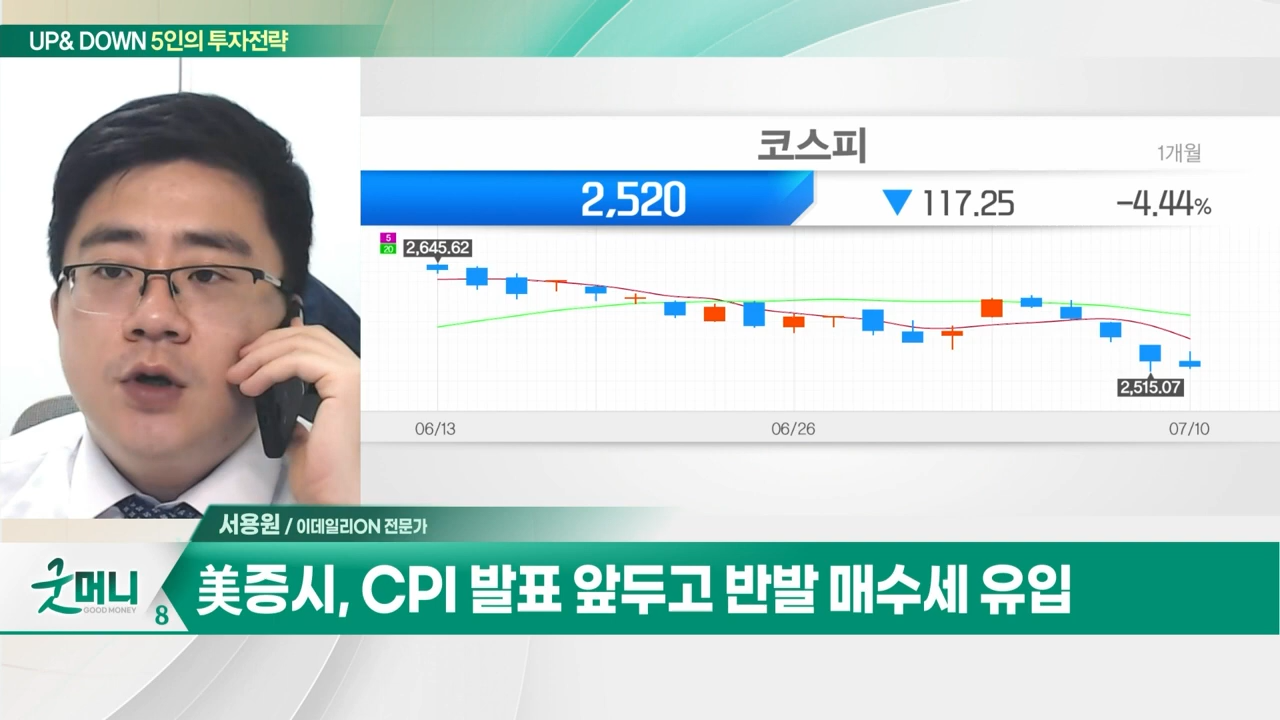 UP& DOWN 5인의 투자전략
코스피
1개월
2,520 ▼ 117.25 -4.44%
5
20
2,645.62
2,515.07
06/13 06/26 07/10
서용원 / 이데일리ON 전문가
굿머니
GOOD MONEY
8
美증시, CPI 발표 앞두고 반발 매수세 유입